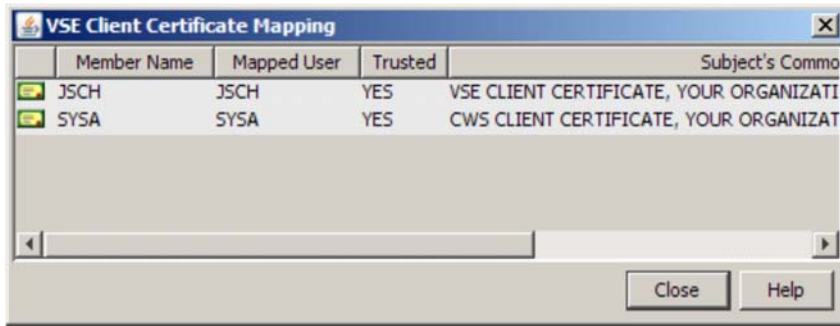 VSE Client Certificate Mapping
Member Name Mapped User Trusted Subject's Commo
JSCH JSCH YES VSE CLIENT CERTIFICATE, YOUR ORGANIZATI
SYSA SYSA YES CWS CLIENT CERTIFICATE, YOUR ORGANIZAT
Close Help